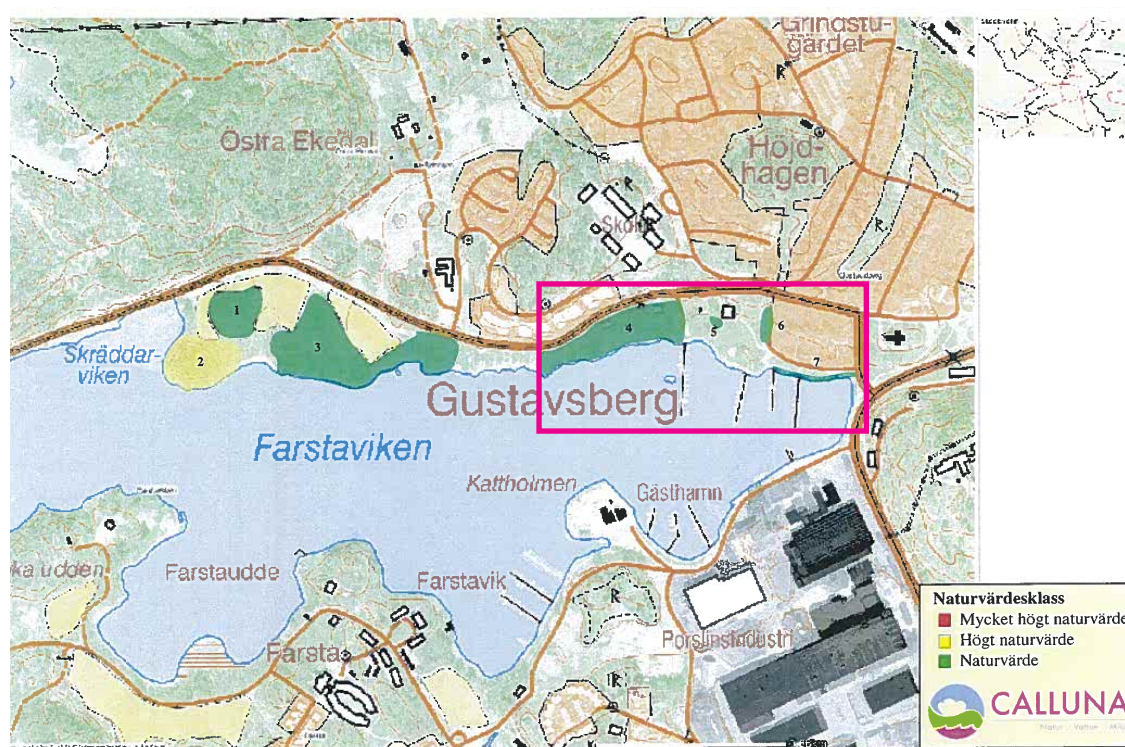 Grindstu-
gärdet
Östra Ekedal
Höjd-
hagen
R
R
R
Skola
1
2
3
4
5
6
7
Skräddar-
viken
Gustavsberg
Farstaviken
Kattholmen
Gästhamn
ka udden
Farstaudde
Farstavik
R
Farsta
Porslinsindustri
R
Naturvärdesklass
Mycket högt naturvärde
Högt naturvärde
Naturvärde
CALLUNA